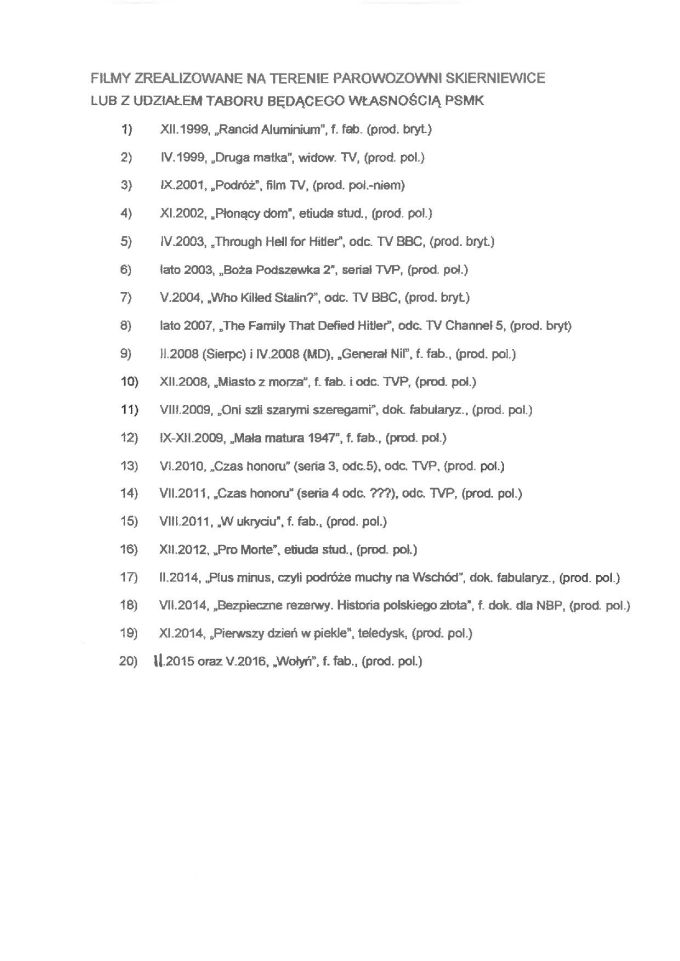 FILMY ZREALIZOWANE NA TERENIE PAROWOZOWNI SKIERNIEWICE
LUB Z UDZIAŁEM TABORU BĘDĄCEGO WŁASNOŚCIĄ PSMK
1) XII.1999, „Rancid Aluminium”, f. fab. (prod. bryt.)
2) IV.1999, „Druga matka”, widow. TV, (prod. pol.)
3) IX.2001, „Podróż”, film TV, (prod. pol.-niem)
4) XI.2002, „Płonący dom”, etiuda stud., (prod. pol.)
5) IV.2003, „Through Hell for Hitler”, odc. TV BBC, (prod. bryt.)
6) lato 2003, „Boża Podszewka 2”, serial TVP, (prod. pol.)
7) V.2004, „Who Killed Stalin?”, odc. TV BBC, (prod. bryt.)
8) lato 2007, „The Family That Defied Hitler”, odc. TV Channel 5, (prod. bryt)
9) II.2008 (Sierpc) i IV.2008 (MD), „Generał Nil”, f. fab., (prod. pol.)
10) XII.2008, „Miasto z morza”, f. fab. i odc. TVP, (prod. pol.)
11) VIII.2009, „Oni szli szarymi szeregami”, dok. fabularyz., (prod. pol.)
12) IX-XII.2009, „Mała matura 1947”, f. fab., (prod. pol.)
13) VI.2010, „Czas honoru” (seria 3, odc.5), odc. TVP, (prod. pol.)
14) VII.2011, „Czas honoru” (seria 4 odc. ???), odc. TVP, (prod. pol.)
15) VIII.2011, „W ukryciu”, f. fab., (prod. pol.)
16) XII.2012, „Pro Morte”, etiuda stud., (prod. pol.)
17) II.2014, „Plus minus, czyli podróże muchy na Wschód”, dok. fabularyz., (prod. pol.)
18) VII.2014, „Bezpieczne rezerwy. Historia polskiego złota”, f. dok. dla NBP, (prod. pol.)
19) XI.2014, „Pierwszy dzień w piekle”, teledysk, (prod. pol.)
20) II.2015 oraz V.2016, „Wołyń”, f. fab., (prod. pol.)